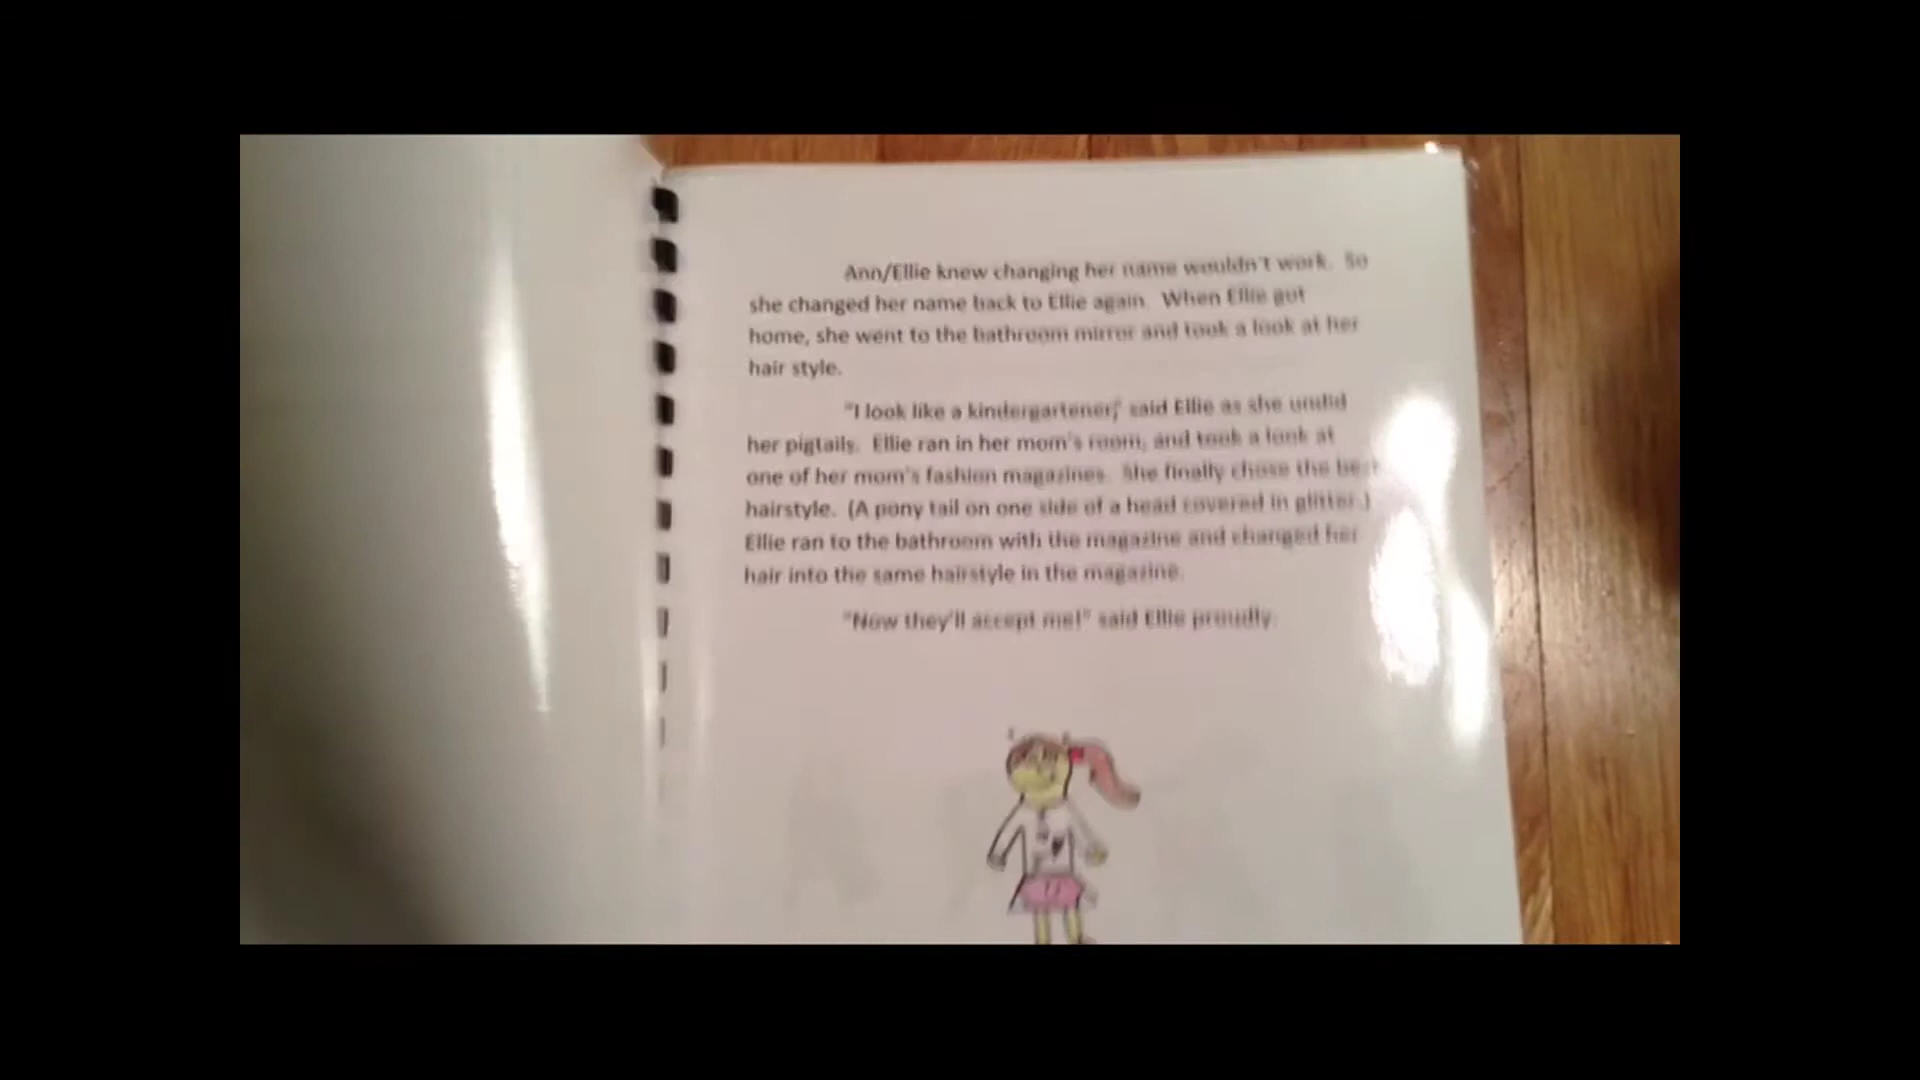 Ann/Ellie knew changing her name wouldn't work. So
she changed her name back to Ellie again. When Ellie got
home, she went to the bathroom mirror and took a look at her
hair style.
"I look like a kindergartener," said Ellie as she undid
her pigtails. Ellie ran in her mom's room, and took a look at
one of her mom's fashion magazines. She finally chose the best
hairstyle. (A pony tail on one side of a head covered in glitter.)
Ellie ran to the bathroom with the magazine and changed her
hair into the same hairstyle in the magazine.
"Now they'll accept me!" said Ellie proudly.